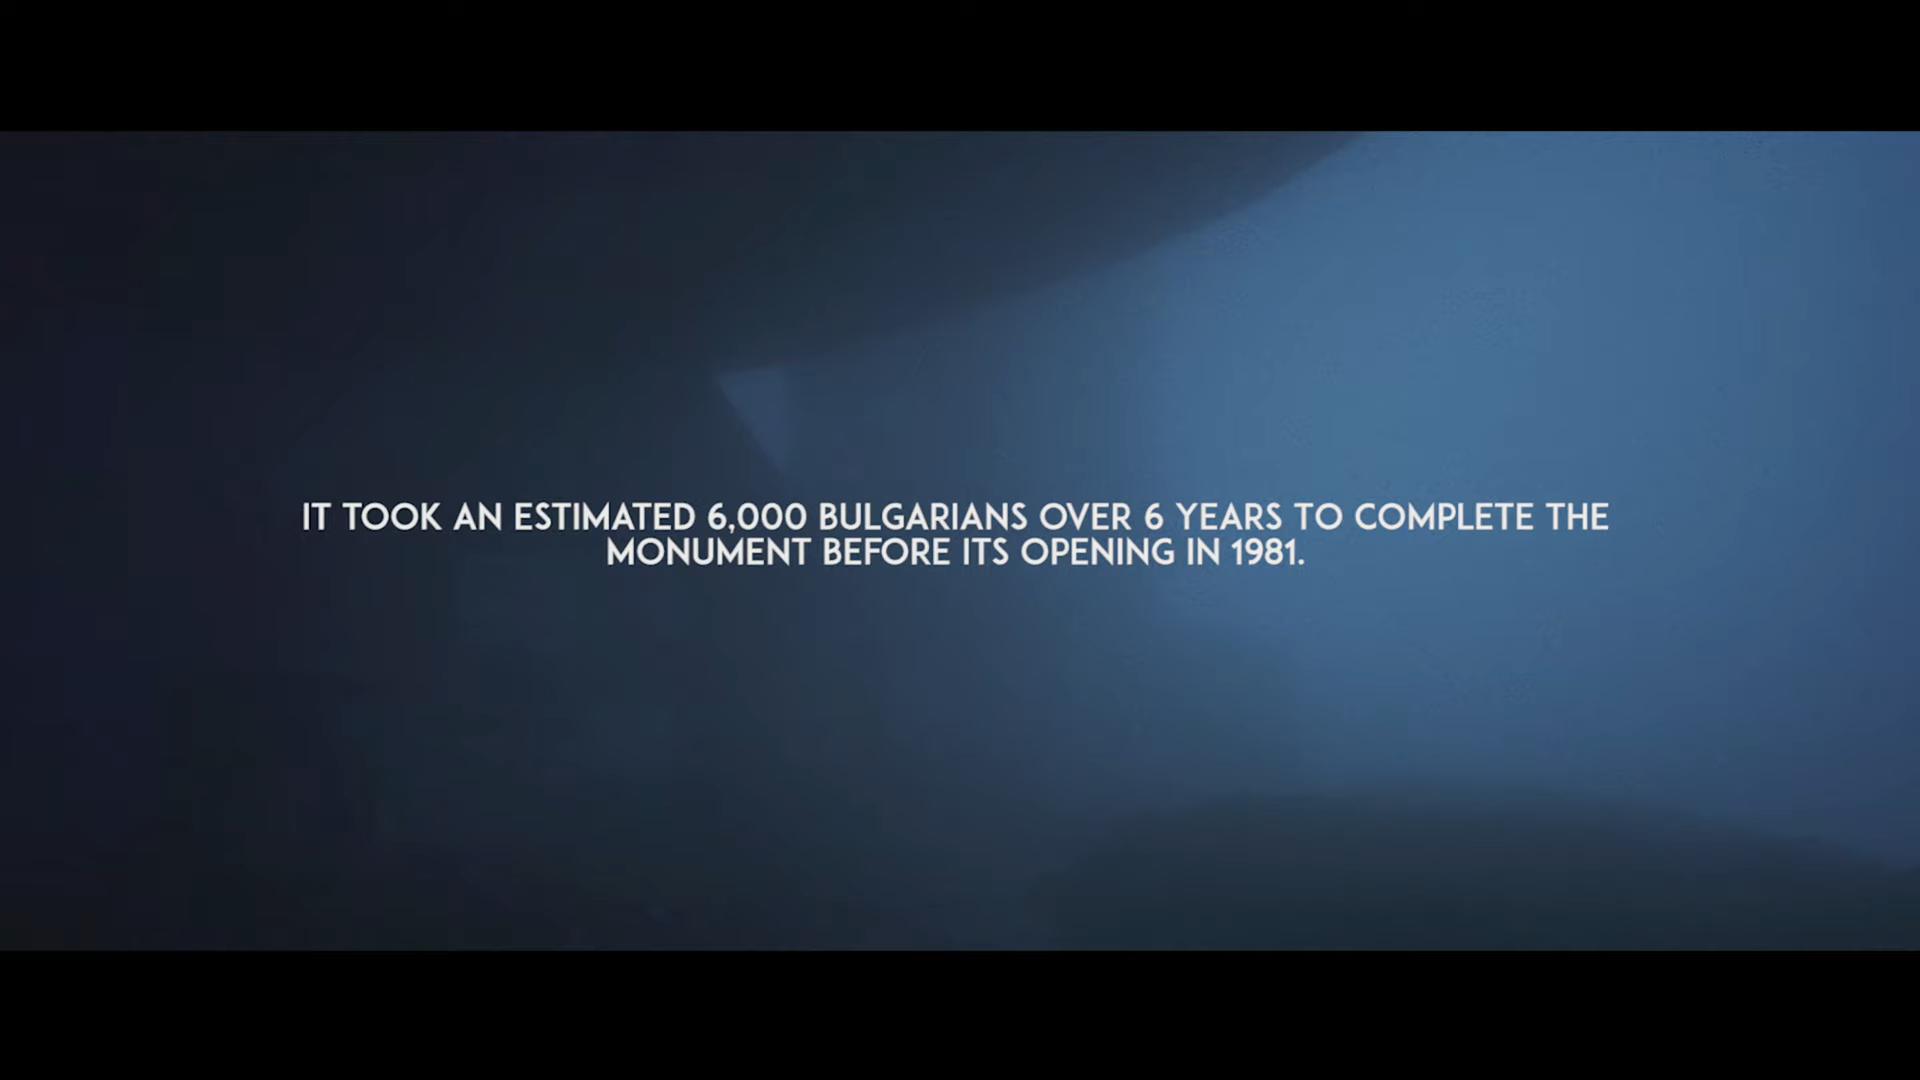 IT TOOK AN ESTIMATED 6,000 BULGARIANS OVER 6 YEARS TO COMPLETE THE
MONUMENT BEFORE ITS OPENING IN 1981.